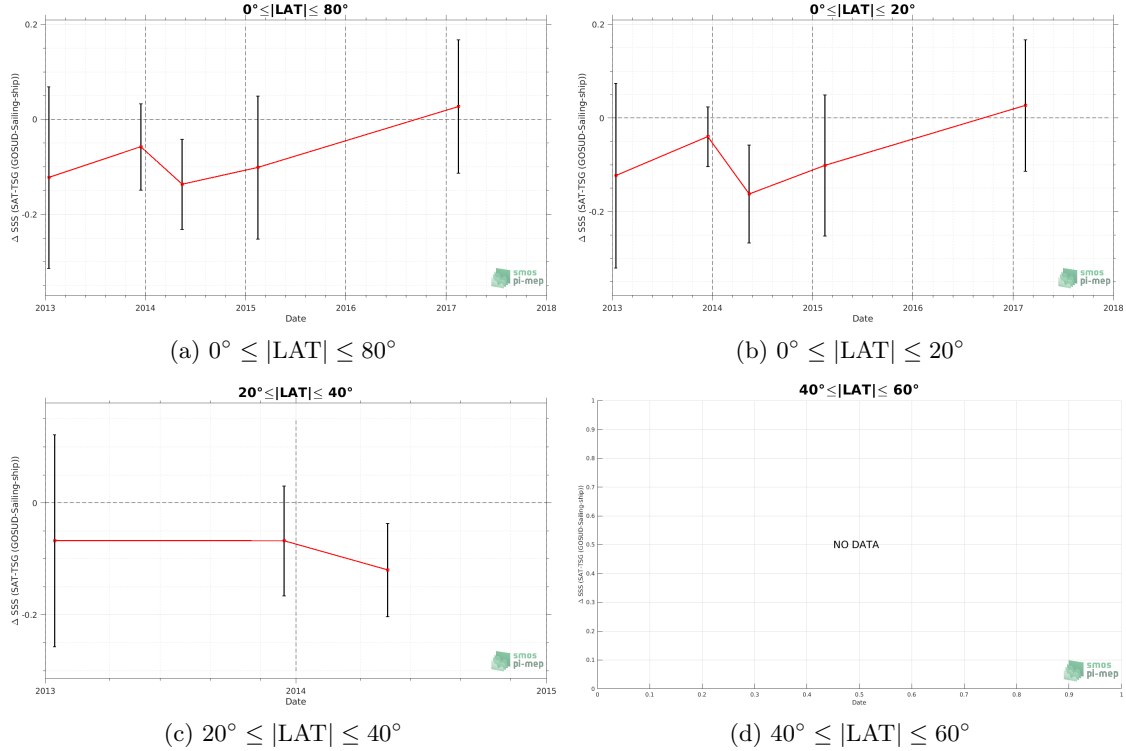 0°≤|LAT|≤ 80°
0.2
0
-0.2
Δ SSS (SAT-TSG (GOSUD-Sailing-ship))
2013 2014 2015 2016 2017 2018
Date
smos
pi-mep
(a) 0° ≤ |LAT| ≤ 80°
0°≤|LAT|≤ 20°
0.2
0
-0.2
Δ SSS (SAT-TSG (GOSUD-Sailing-ship))
2013 2014 2015 2016 2017 2018
Date
smos
pi-mep
(b) 0° ≤ |LAT| ≤ 20°
20°≤|LAT|≤ 40°
0
-0.2
Δ SSS (SAT-TSG (GOSUD-Sailing-ship))
2013 2014 2015
Date
smos
pi-mep
(c) 20° ≤ |LAT| ≤ 40°
40°≤|LAT|≤ 60°
1
0.9
0.8
0.7
0.6
0.5
0.4
0.3
0.2
0.1
0
Δ SSS (SAT-TSG (GOSUD-Sailing-ship))
NO DATA
0 0.1 0.2 0.3 0.4 0.5 0.6 0.7 0.8 0.9 1
Date
smos
pi-mep
(d) 40° ≤ |LAT| ≤ 60°